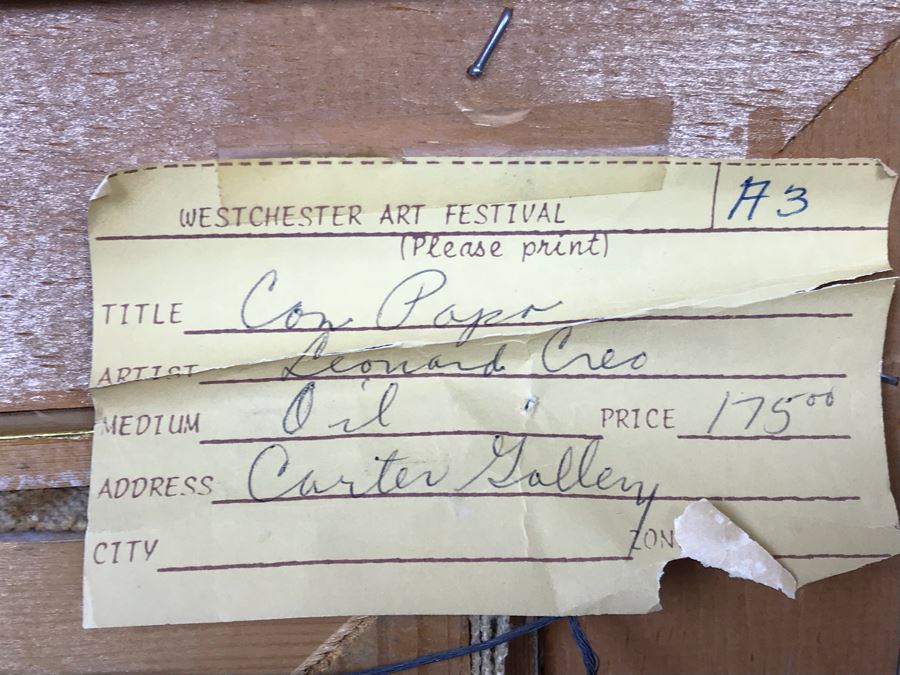 WESTCHESTER ART FESTIVAL A3
(Please print)
TITLE Con Papa
ARTIST Leonard Creo
MEDIUM Oil PRICE 175 00
ADDRESS Carter Gallery
CITY ZON